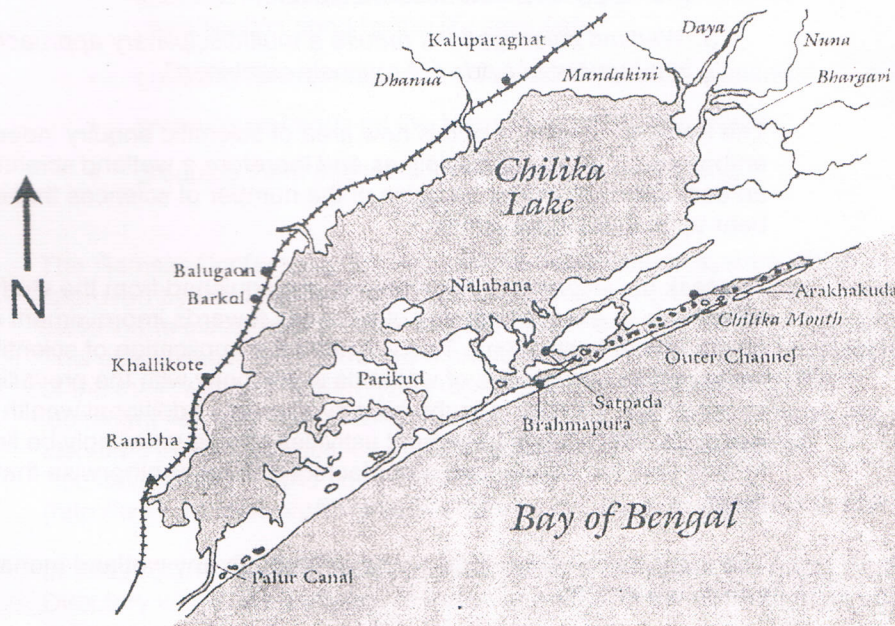 Kaluparaghat
Daya
Nuna
Dhanua
Mandakini
Bhargavi
Chilika
Lake
N
Balugaon
Barkul
Nalabana
Arakhakuda
Chilika Mouth
Khallikote
Outer Channel
Parikud
Satpada
Brahmapura
Rambha
Bay of Bengal
Palur Canal